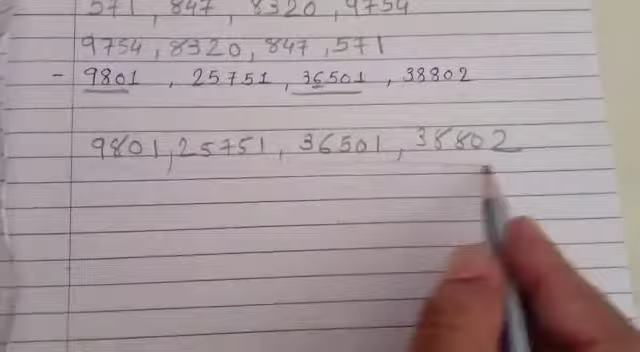 571, 847, 8320, 9754
9754, 8320, 847, 571
- 9801, 25751, 36501, 38802
9801, 25751, 36501, 38802